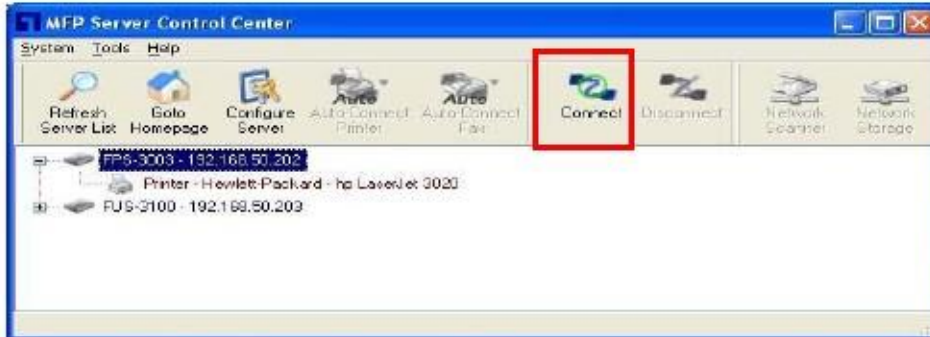 MFP Server Control Center
System Tools Help
Refresh Server List
Goto Homepage
Configure Server
Auto-Connect Printer
Auto-Connect Fax
Connect
Disconnect
Network Scanner
Network Storage
FPS-3003 - 192.168.50.202
Printer - Hewlett-Packard - hp LaserJet 3020
FUS-3100 - 192.168.50.203